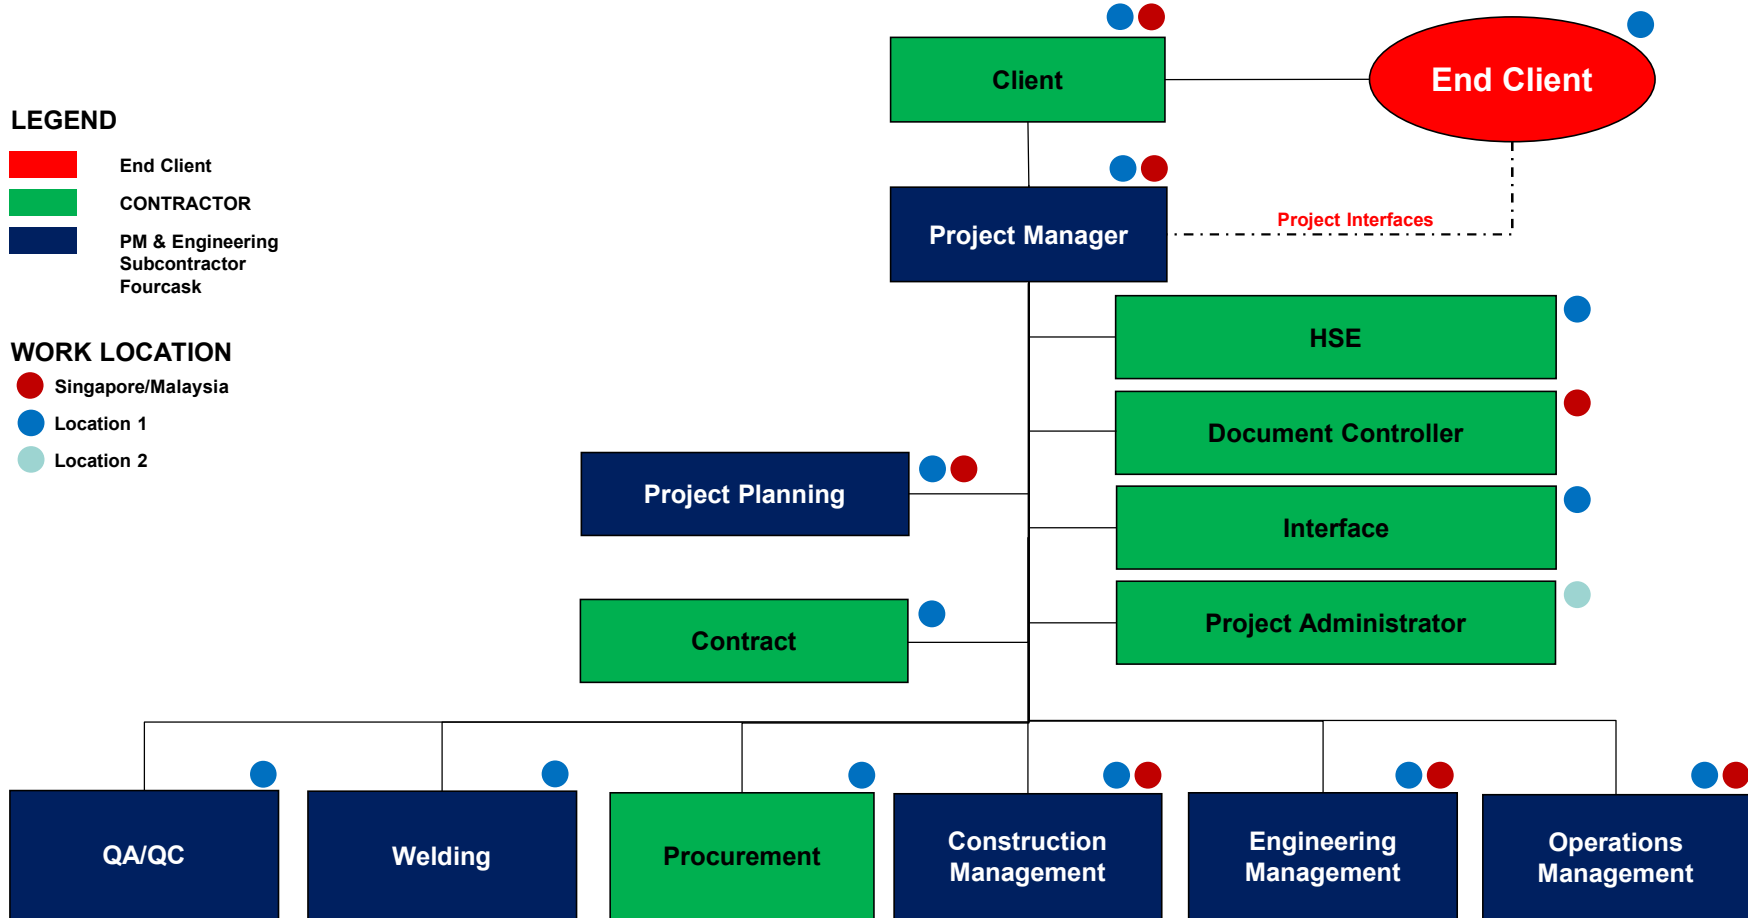 Client
End Client
LEGEND
End Client
CONTRACTOR
PM & Engineering
Subcontractor
Fourcask
Project Manager
Project Interfaces
HSE
WORK LOCATION
Singapore/Malaysia
Location 1
Location 2
Document Controller
Project Planning
Interface
Project Administrator
Contract
QA/QC
Welding
Procurement
Construction
Management
Engineering
Management
Operations
Management